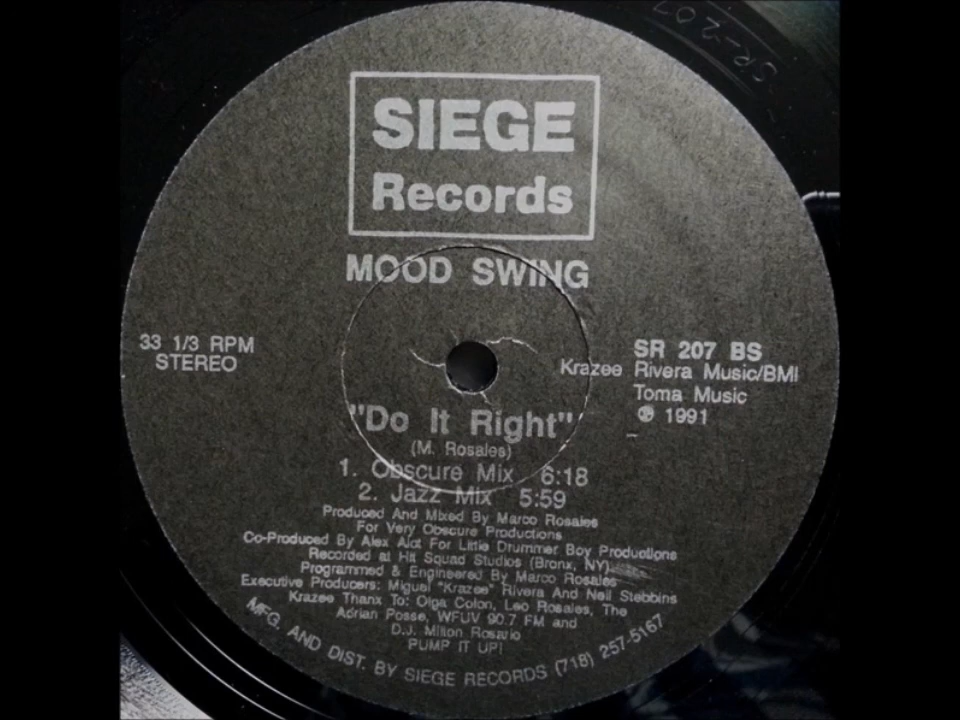 SR-207
SIEGE
Records
MOOD SWING
33 1/3 RPM
STEREO
SR 207 BS
Krazee Rivera Music/BMI
Toma Music
℗ 1991
"Do It Right"
(M. Rosales)
1. Obscure Mix 6:18
2. Jazz Mix 5:59
Produced And Mixed By Marco Rosales
For Very Obscure Productions
Co-Produced By Alex Alot For Little Drummer Boy Productions
Recorded at Hit Squad Studios (Bronx, NY)
Programmed & Engineered By Marco Rosales
Executive Producers: Miguel "Krazee" Rivera And Neil Stebbins
Krazee Thanx To: Olga Colon, Leo Rosales, The
Adrian Posse, WFUV 90.7 FM and
D.J. Milton Rosario
PUMP IT UP!
MFG. AND DIST. BY SIEGE RECORDS (718) 257-5167